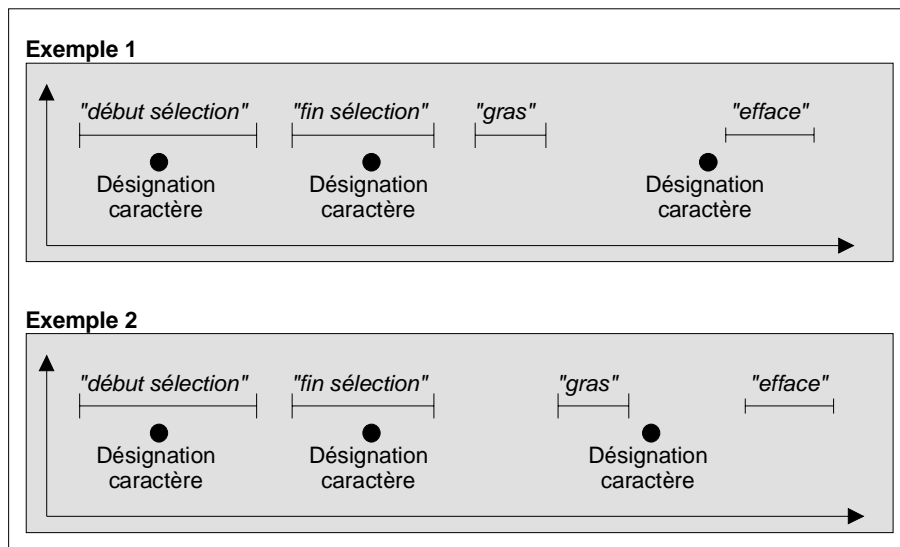 Exemple 1
"début sélection" "fin sélection" "gras" "efface"
Désignation Désignation Désignation
caractère caractère caractère
Exemple 2
"début sélection" "fin sélection" "gras" "efface"
Désignation Désignation Désignation
caractère caractère caractère